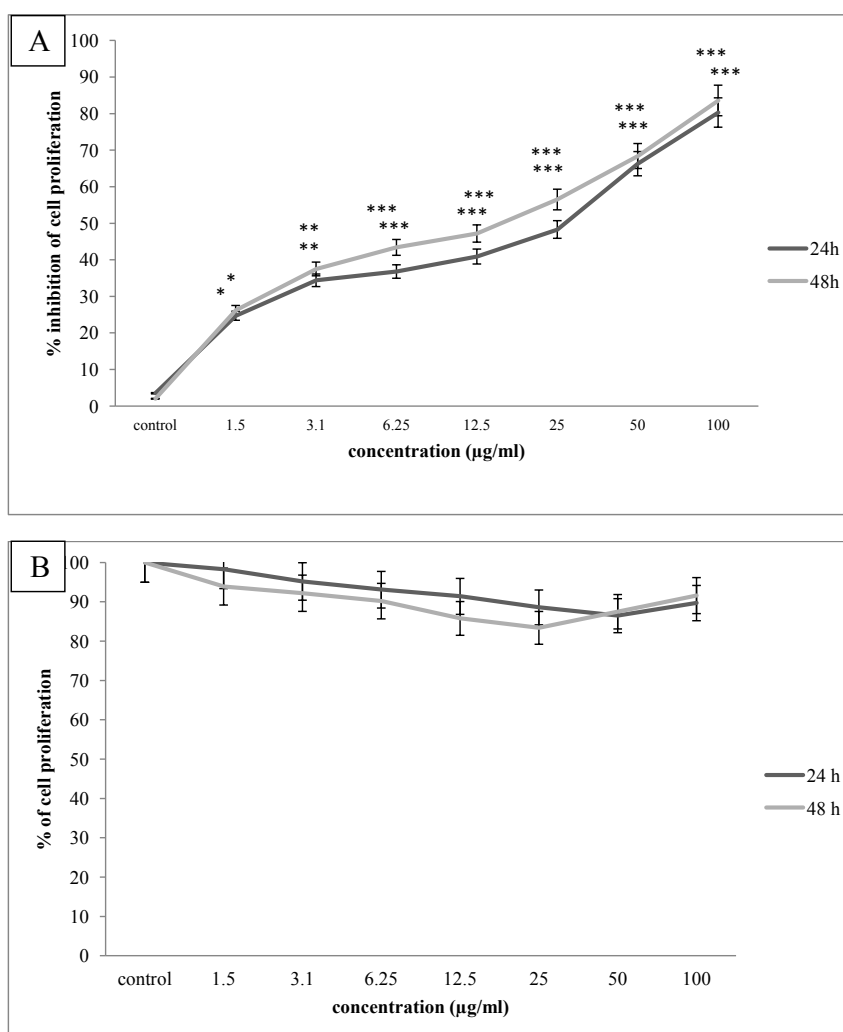 A
100
90
80
70
60
50
40
30
20
10
0
% inhibition of cell proliferation
*** ***
*** ***
*** ***
*** ***
*** ***
** **
* *
control 1.5 3.1 6.25 12.5 25 50 100
concentration (µg/ml)
24h
48h
B
100
90
80
70
60
50
40
30
20
10
0
% of cell proliferation
control 1.5 3.1 6.25 12.5 25 50 100
concentration (µg/ml)
24 h
48 h